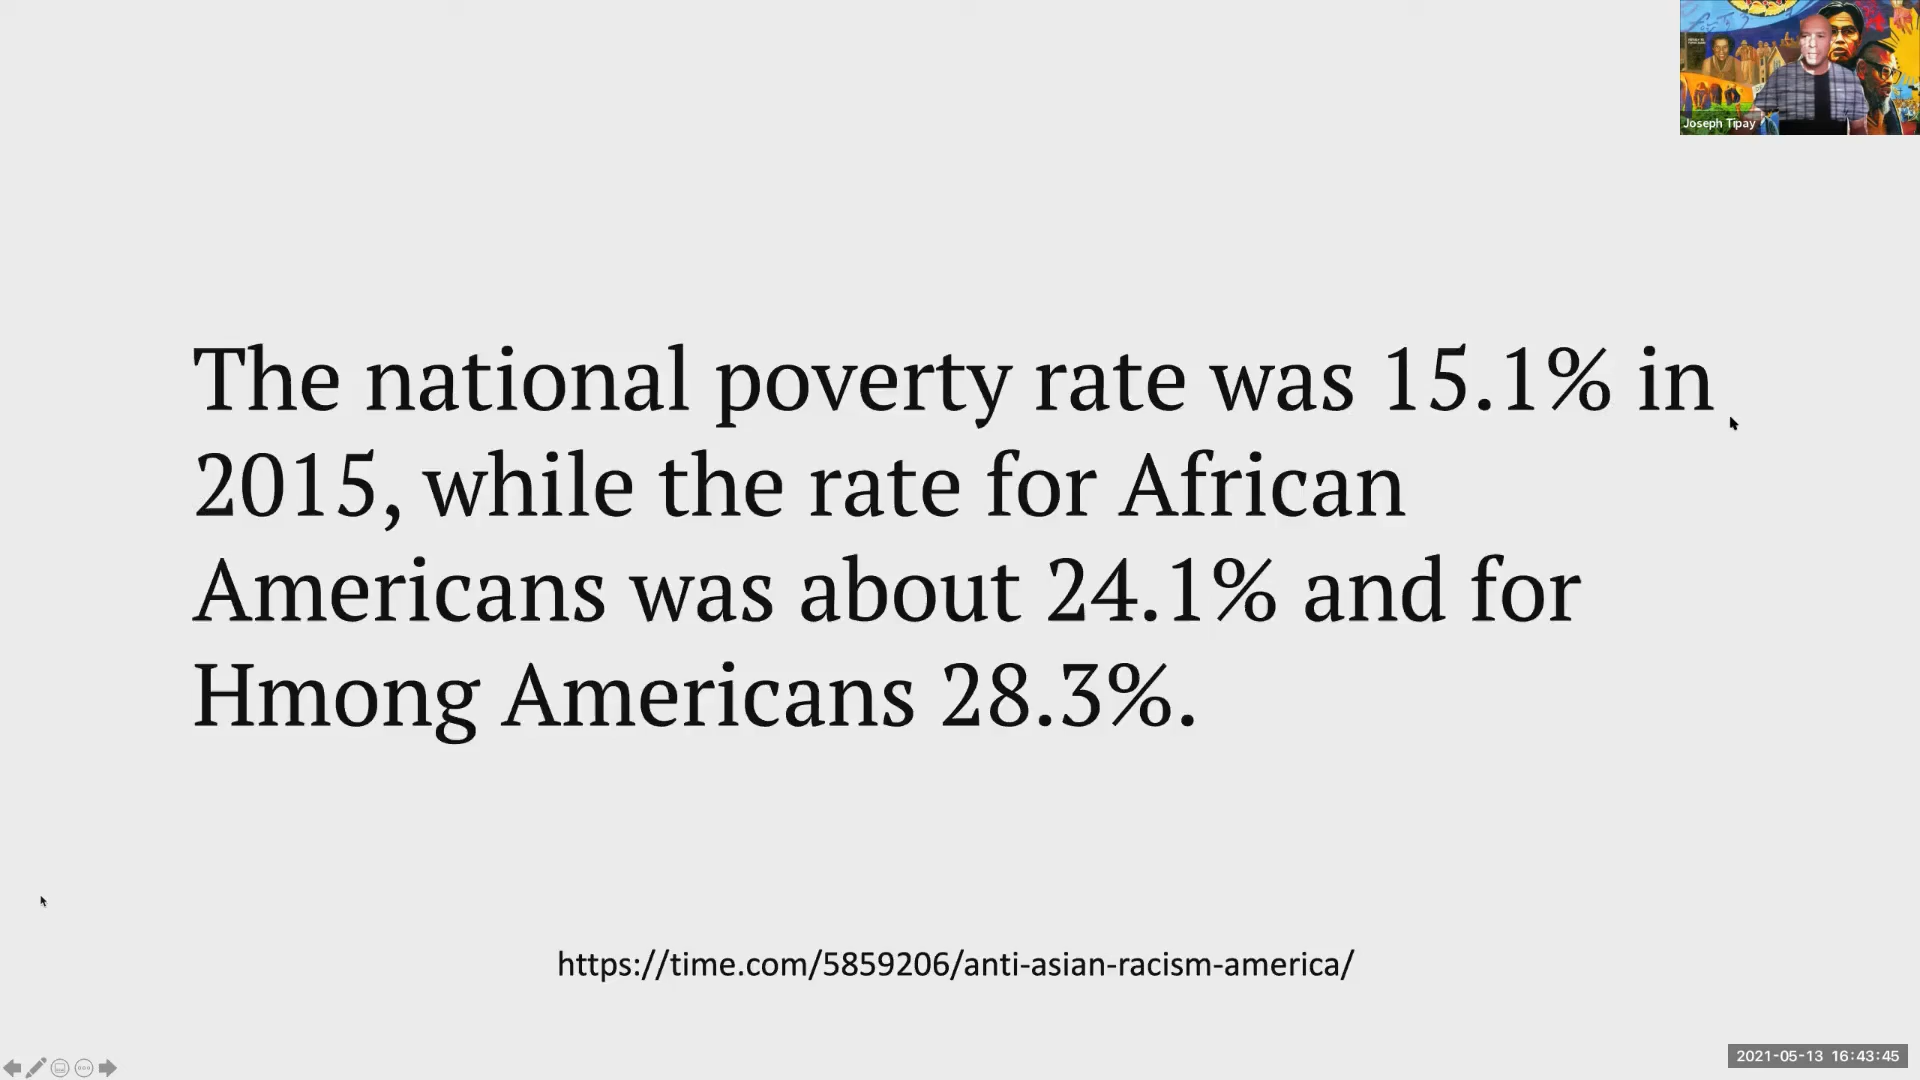 Joseph Tipay
The national poverty rate was 15.1% in
2015, while the rate for African
Americans was about 24.1% and for
Hmong Americans 28.3%.
https://time.com/5859206/anti-asian-racism-america/
2021-05-13 16:43:45